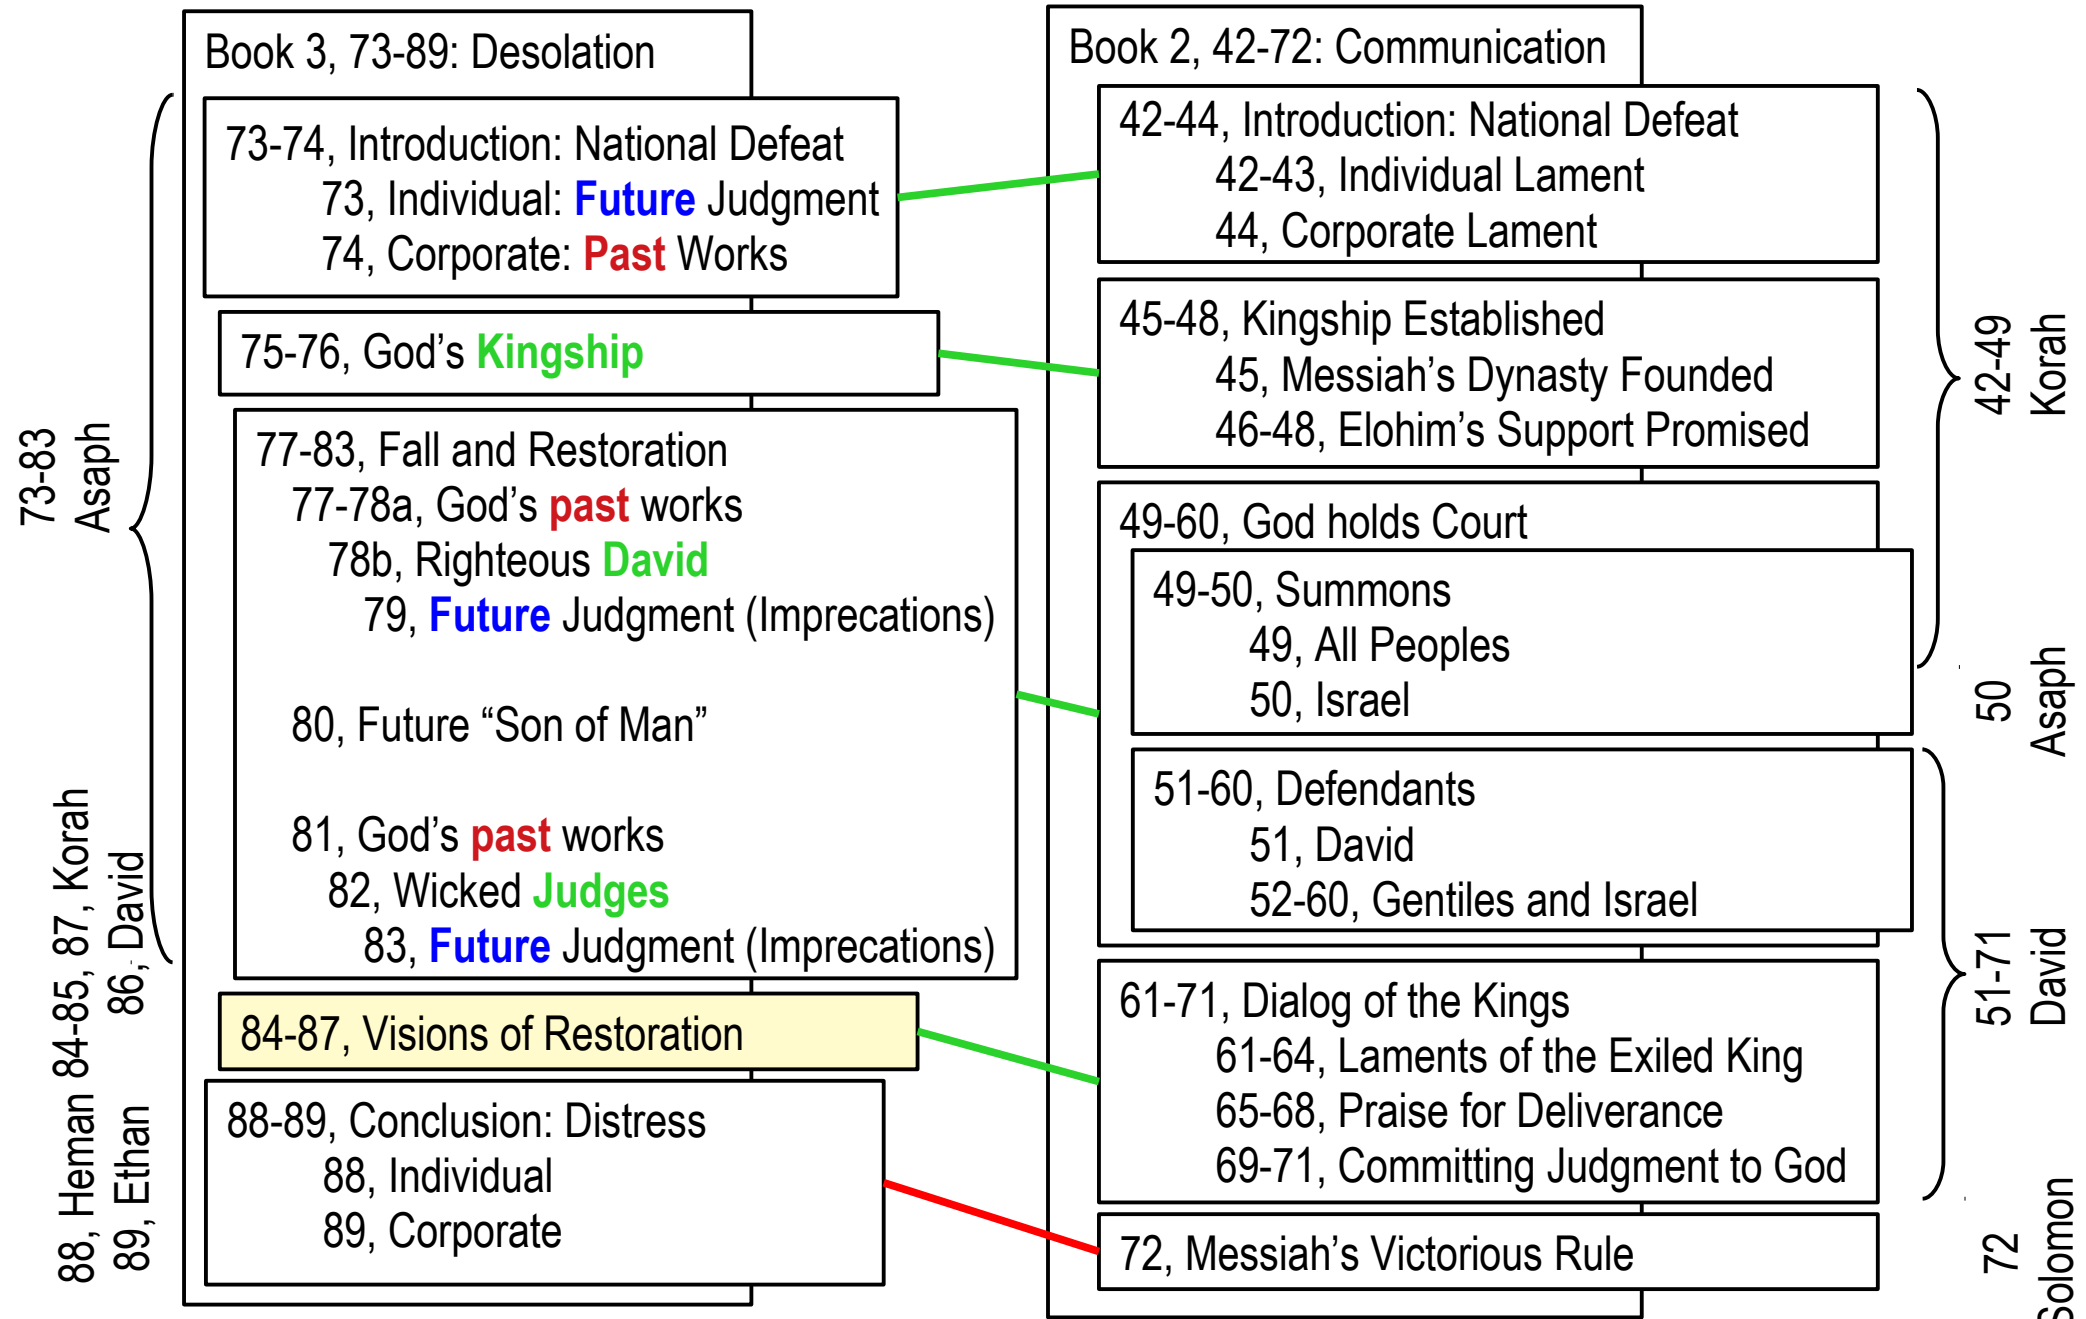 Book 3, 73-89: Desolation
73-74, Introduction: National Defeat
73, Individual: Future Judgment
74, Corporate: Past Works
75-76, God’s Kingship
77-83, Fall and Restoration
77-78a, God’s past works
78b, Righteous David
79, Future Judgment (Imprecations)
80, Future “Son of Man”
81, God’s past works
82, Wicked Judges
83, Future Judgment (Imprecations)
84-87, Visions of Restoration
88-89, Conclusion: Distress
88, Individual
89, Corporate
73-83
Asaph
84-85, 87, Korah
86, David
88, Heman
89, Ethan
Book 2, 42-72: Communication
42-44, Introduction: National Defeat
42-43, Individual Lament
44, Corporate Lament
45-48, Kingship Established
45, Messiah’s Dynasty Founded
46-48, Elohim’s Support Promised
49-60, God holds Court
49-50, Summons
49, All Peoples
50, Israel
51-60, Defendants
51, David
52-60, Gentiles and Israel
61-71, Dialog of the Kings
61-64, Laments of the Exiled King
65-68, Praise for Deliverance
69-71, Committing Judgment to God
72, Messiah’s Victorious Rule
42-49
Korah
50
Asaph
51-71
David
72
Solomon